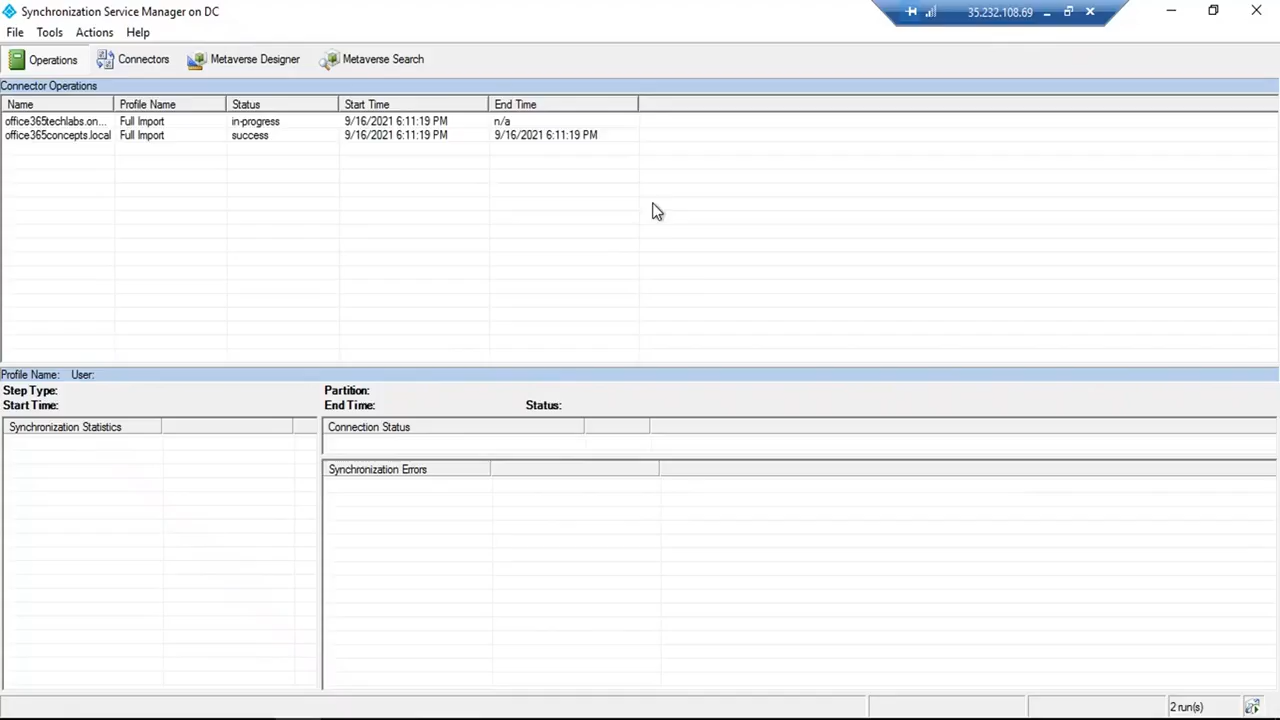 Synchronization Service Manager on DC
35.232.108.69
File Tools Actions Help
Operations Connectors Metaverse Designer Metaverse Search
Connector Operations
Name Profile Name Status Start Time End Time
office365techlabs.on... Full Import in-progress 9/16/2021 6:11:19 PM n/a
office365concepts.local Full Import success 9/16/2021 6:11:19 PM 9/16/2021 6:11:19 PM
Profile Name: User:
Step Type: Partition:
Start Time: End Time: Status:
Synchronization Statistics Connection Status
Synchronization Errors
2 run(s)